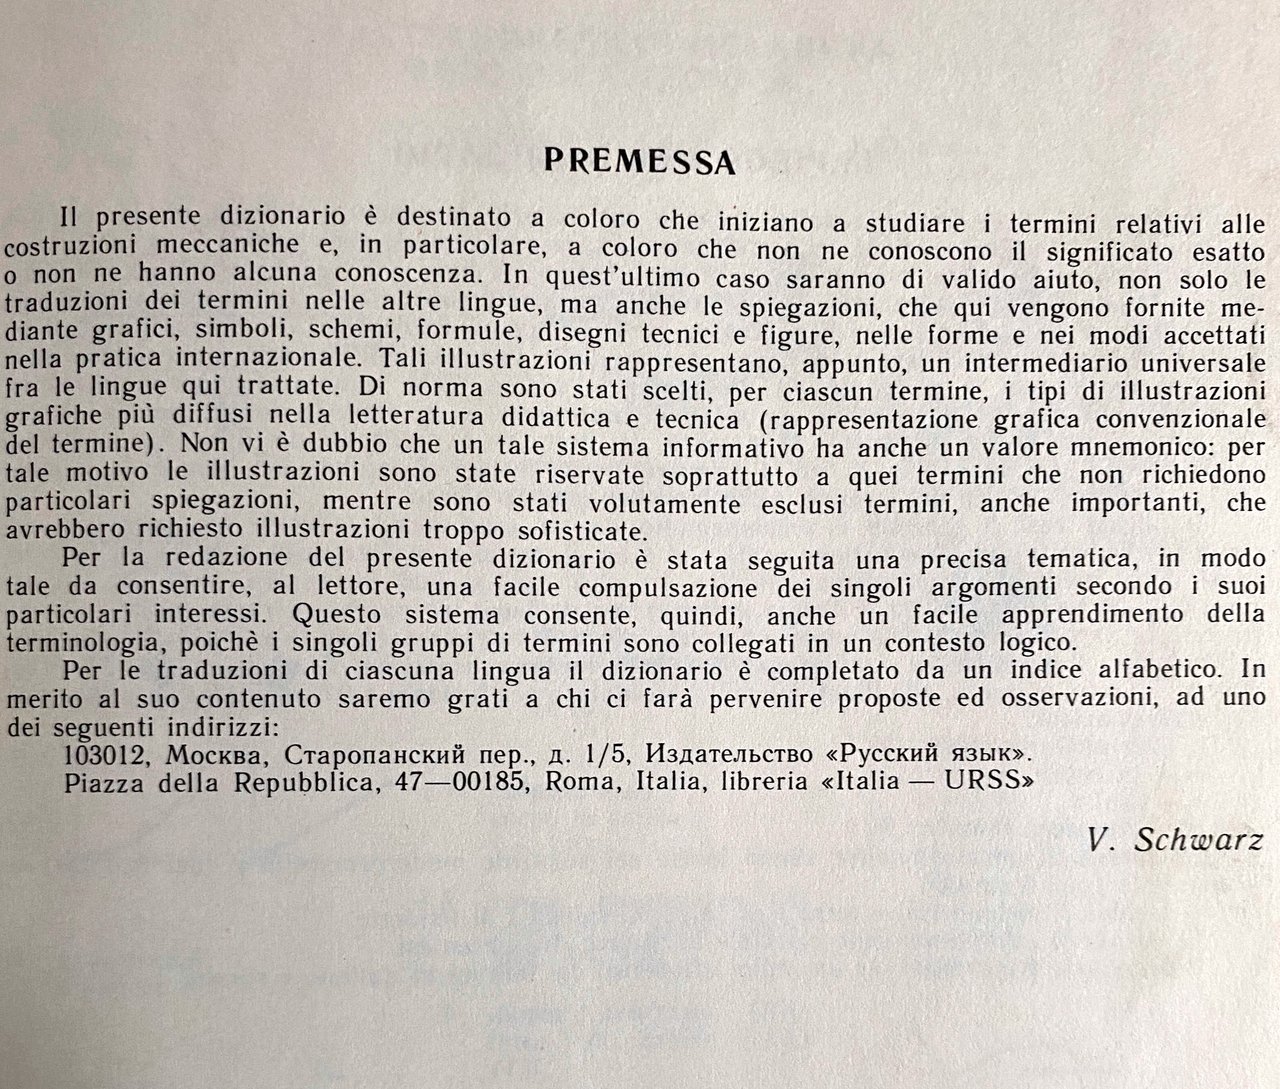 PREMESSA
Il presente dizionario è destinato a coloro che iniziano a studiare i termini relativi alle
costruzioni meccaniche e, in particolare, a coloro che non ne conoscono il significato esatto
o non ne hanno alcuna conoscenza. In quest'ultimo caso saranno di valido aiuto, non solo le
traduzioni dei termini nelle altre lingue, ma anche le spiegazioni, che qui vengono fornite me-
diante grafici, simboli, schemi, formule, disegni tecnici e figure, nelle forme e nei modi accettati
nella pratica internazionale. Tali illustrazioni rappresentano, appunto, un intermediario universale
fra le lingue qui trattate. Di norma sono stati scelti, per ciascun termine, i tipi di illustrazioni
grafiche più diffusi nella letteratura didattica e tecnica (rappresentazione grafica convenzionale
del termine). Non vi è dubbio che un tale sistema informativo ha anche un valore mnemonico: per
tale motivo le illustrazioni sono state riservate soprattutto a quei termini che non richiedono
particolari spiegazioni, mentre sono stati volutamente esclusi termini, anche importanti, che
avrebbero richiesto illustrazioni troppo sofisticate.
Per la redazione del presente dizionario è stata seguita una precisa tematica, in modo
tale da consentire, al lettore, una facile compulsazione dei singoli argomenti secondo i suoi
particolari interessi. Questo sistema consente, quindi, anche un facile apprendimento della
terminologia, poichè i singoli gruppi di termini sono collegati in un contesto logico.
Per le traduzioni di ciascuna lingua il dizionario è completato da un indice alfabetico. In
merito al suo contenuto saremo grati a chi ci farà pervenire proposte ed osservazioni, ad uno
dei seguenti indirizzi:
103012, Москва, Старопанский пер., д. 1/5, Издательство «Русский язык».
Piazza della Repubblica, 47—00185, Roma, Italia, libreria «Italia — URSS»
V. Schwarz